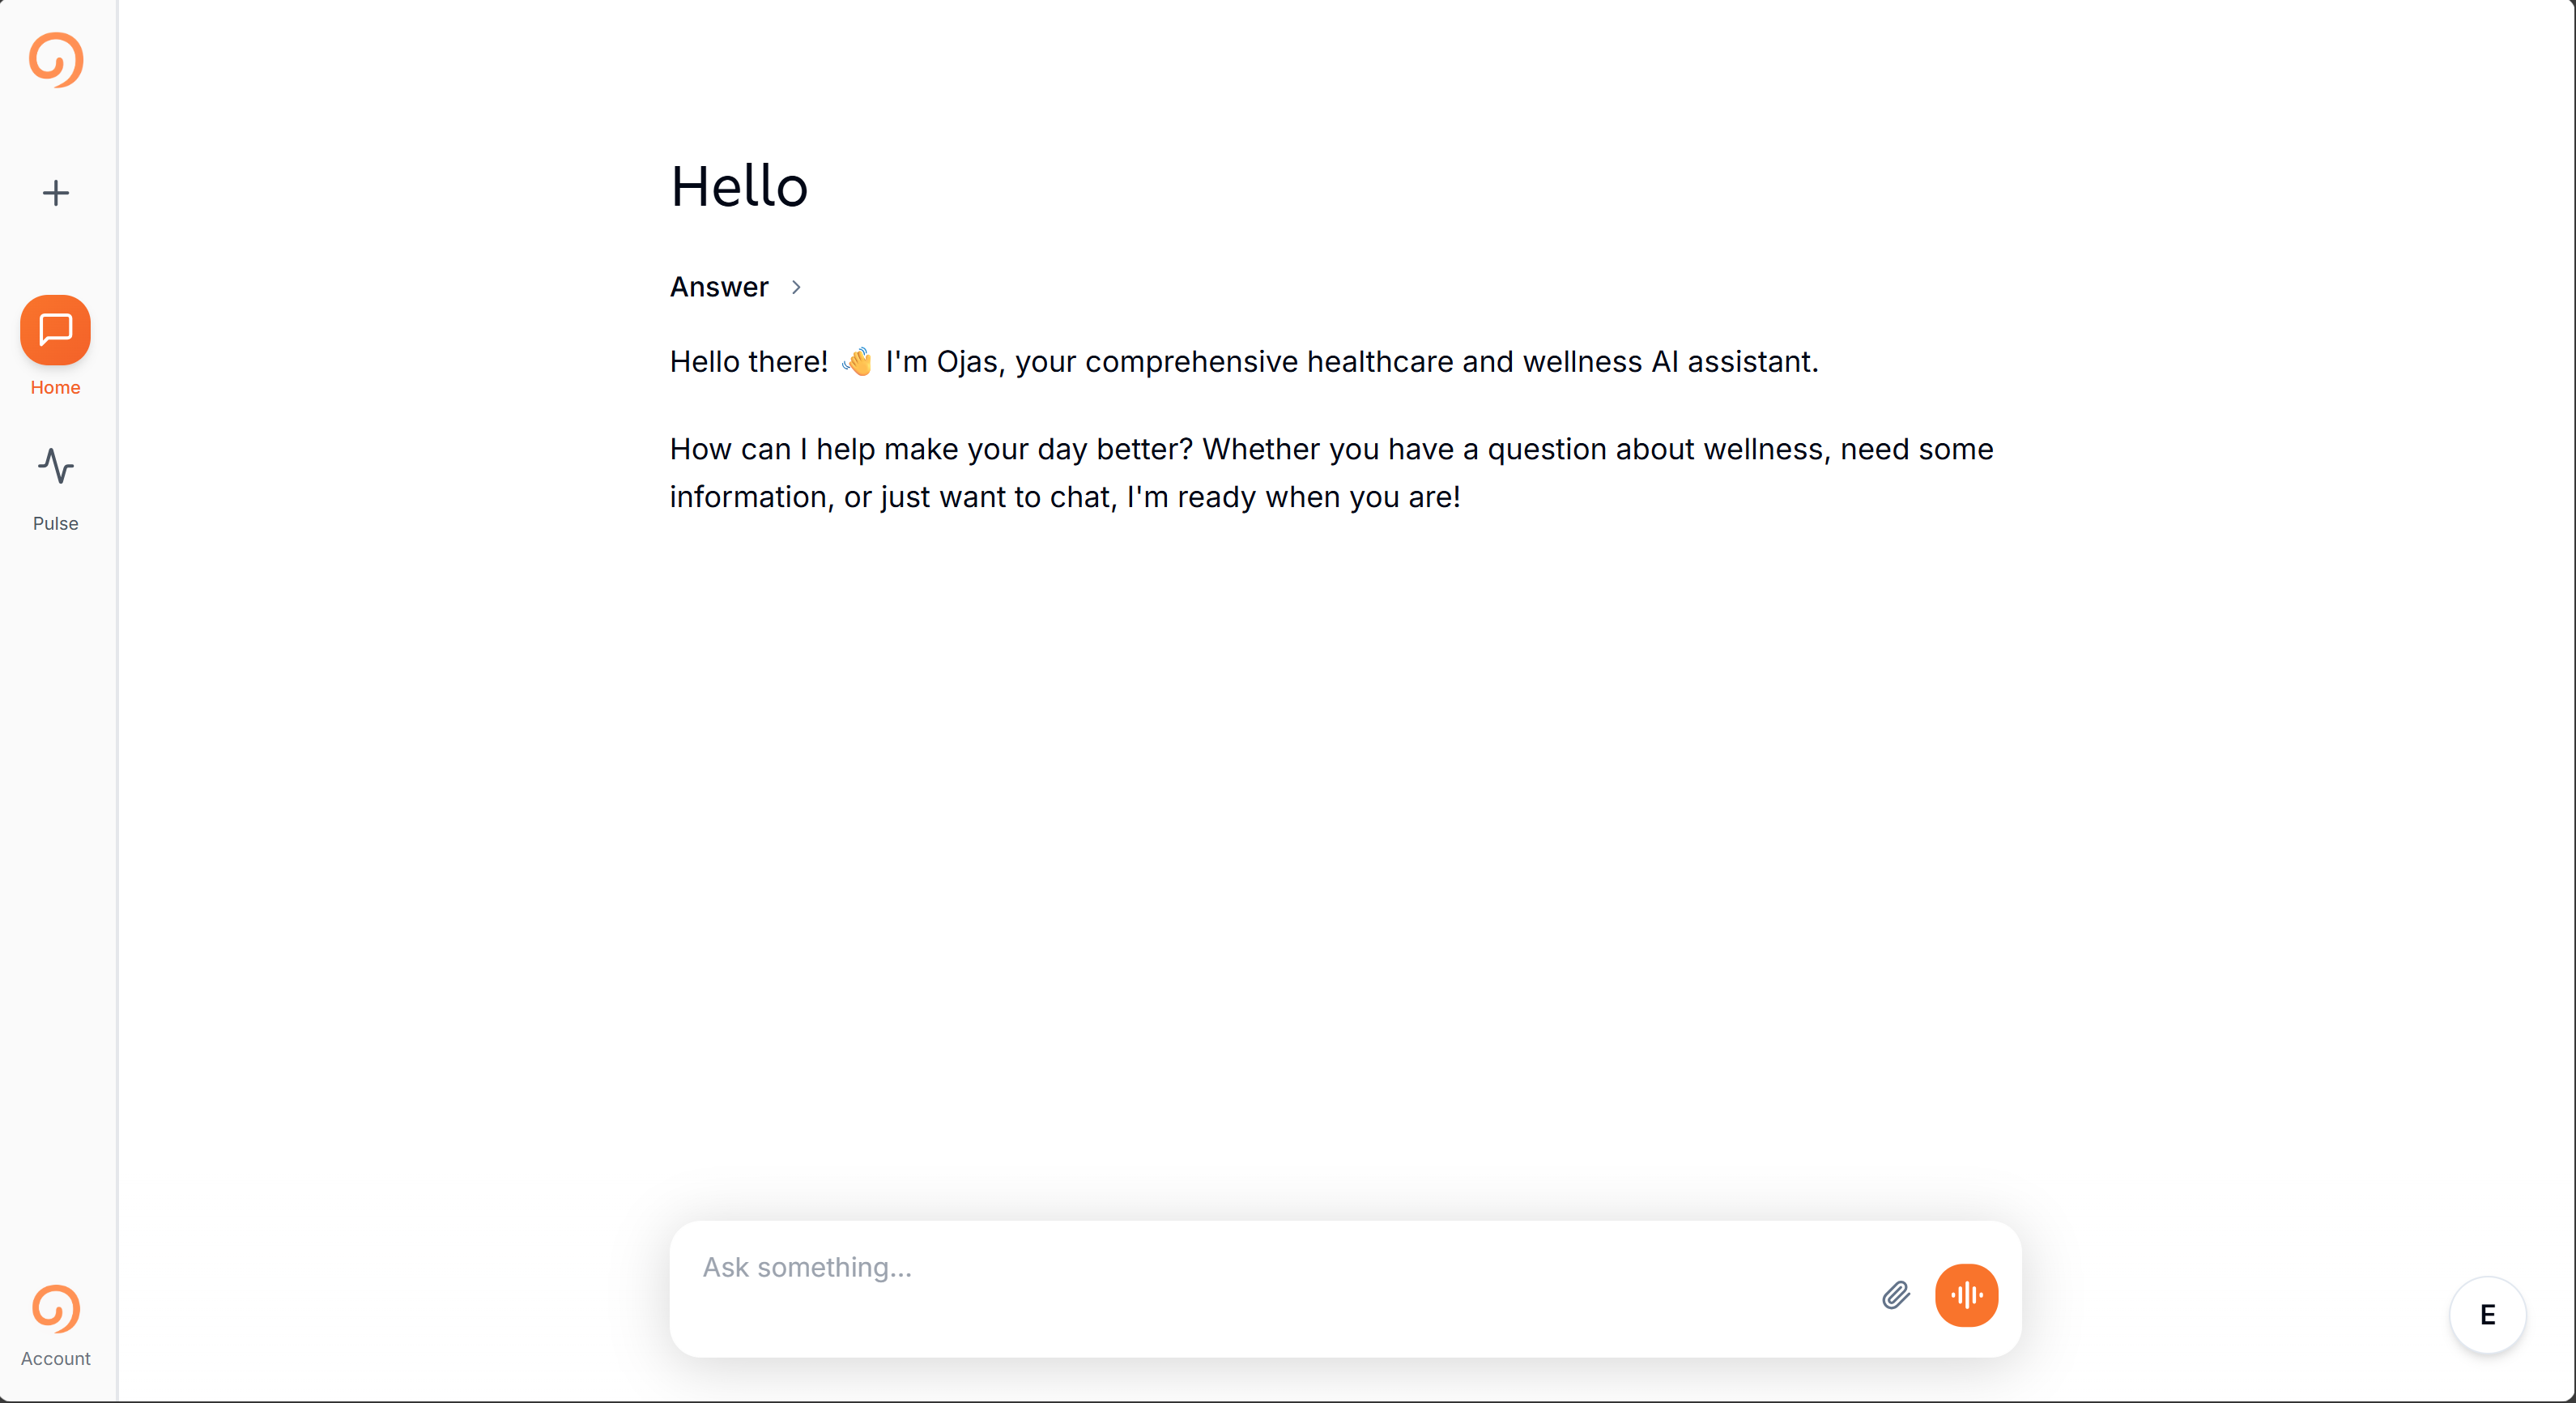 Hello
Answer
Hello there! 👋 I'm Ojas, your comprehensive healthcare and wellness AI assistant.
How can I help make your day better? Whether you have a question about wellness, need some
information, or just want to chat, I'm ready when you are!
Home
Pulse
Ask something...
Account
E